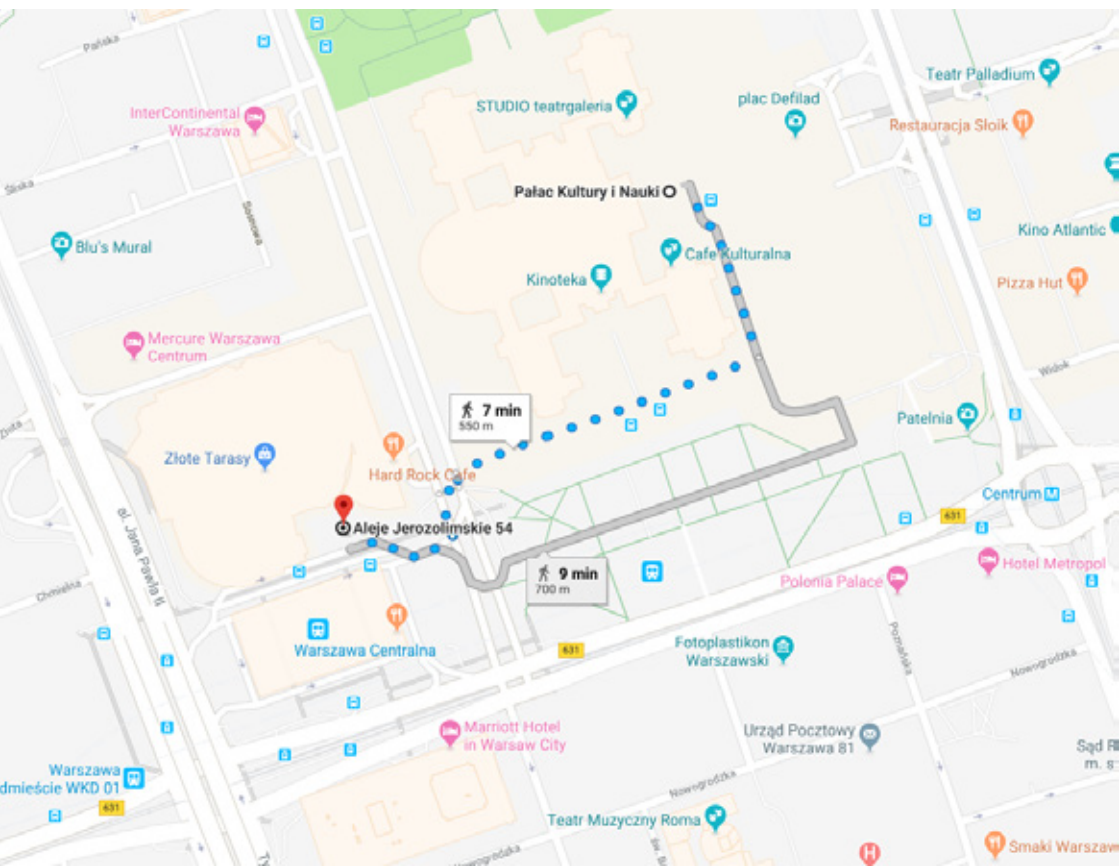 Pańska
InterContinental
Warszawa
STUDIO teatrgaleria
plac Defilad
Teatr Palladium
Restauracja Słoik
Śliska
Sosnowa
Pałac Kultury i Nauki
Blu's Mural
Cafe Kulturalna
Kino Atlantic
Kinoteka
Pizza Hut
Mercure Warszawa
Centrum
Widok
7 min
550 m
Patelnia
Złota
Złote Tarasy
Hard Rock Cafe
al. Jana Pawła II
Aleje Jerozolimskie 54
Centrum M
631
9 min
700 m
Hotel Metropol
Polonia Palace
Chmielna
Warszawa Centralna
631
Fotoplastikon
Warszawski
Poznańska
Nowogrodzka
Marriott Hotel
in Warsaw City
Urząd Pocztowy
Warszawa 81
Sąd
m. s
Warszawa
dmieście WKD 01
631
Nowogrodzka
Teatr Muzyczny Roma
Smaki Warszaw
H